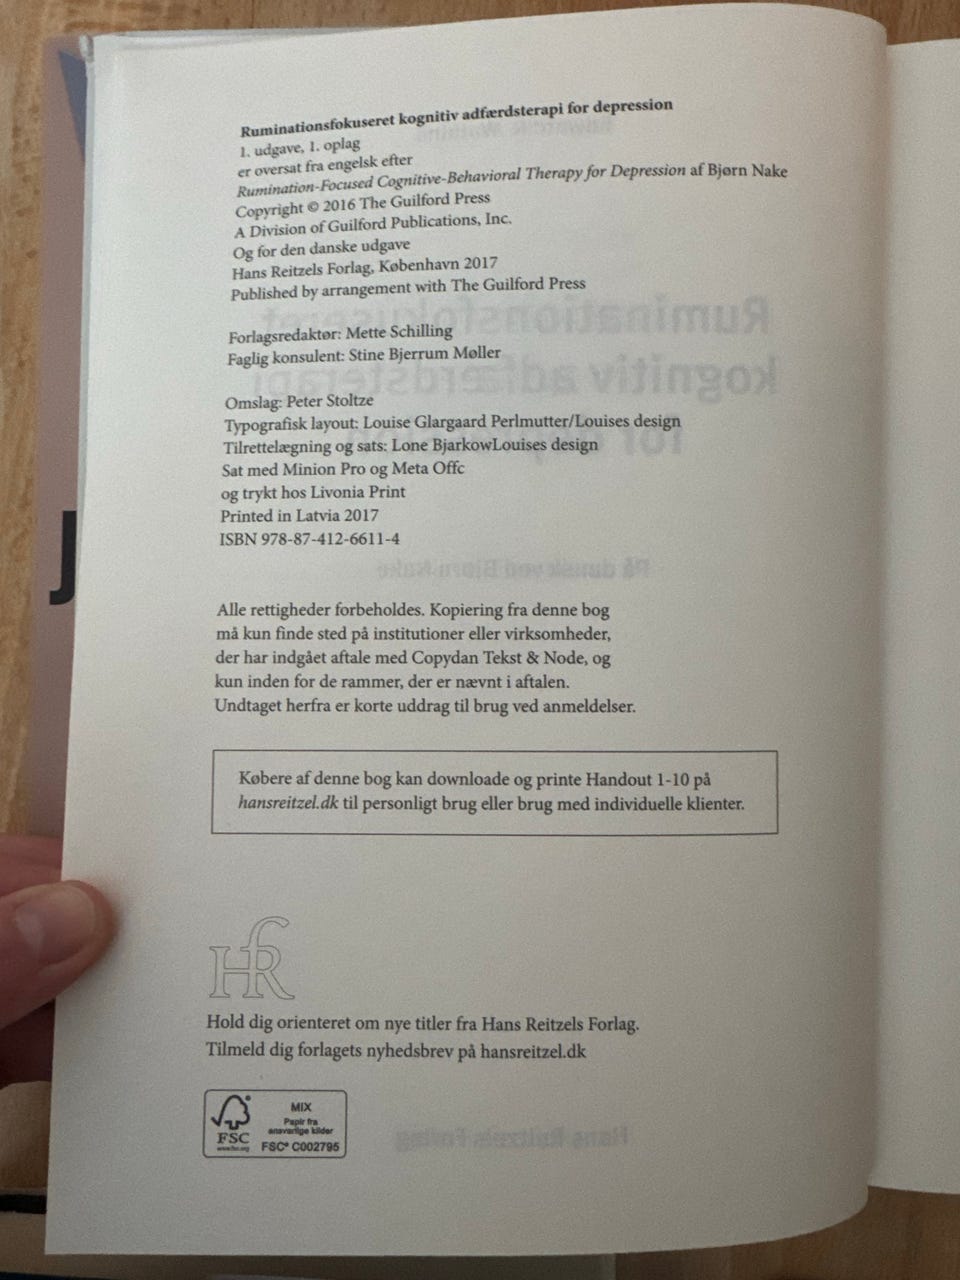 Ruminationsfokuseret kognitiv adfærdsterapi for depression
1. udgave, 1. oplag
er oversat fra engelsk efter
Rumination-Focused Cognitive-Behavioral Therapy for Depression af Bjørn Nake
Copyright © 2016 The Guilford Press
A Division of Guilford Publications, Inc.
Og for den danske udgave
Hans Reitzels Forlag, København 2017
Published by arrangement with The Guilford Press
Forlagsredaktør: Mette Schilling
Faglig konsulent: Stine Bjerrum Møller
Omslag: Peter Stoltze
Typografisk layout: Louise Glargaard Perlmutter/Louises design
Tilrettelægning og sats: Lone BjarkowLouises design
Sat med Minion Pro og Meta Offc
og trykt hos Livonia Print
Printed in Latvia 2017
ISBN 978-87-412-6611-4
Alle rettigheder forbeholdes. Kopiering fra denne bog
må kun finde sted på institutioner eller virksomheder,
der har indgået aftale med Copydan Tekst & Node, og
kun inden for de rammer, der er nævnt i aftalen.
Undtaget herfra er korte uddrag til brug ved anmeldelser.
Købere af denne bog kan downloade og printe Handout 1-10 på
hansreitzel.dk til personligt brug eller brug med individuelle klienter.
HfR
Hold dig orienteret om nye titler fra Hans Reitzels Forlag.
Tilmeld dig forlagets nyhedsbrev på hansreitzel.dk
FSC
www.fsc.org
MIX
Papir fra
ansvarlige kilder
FSC® C002795
J